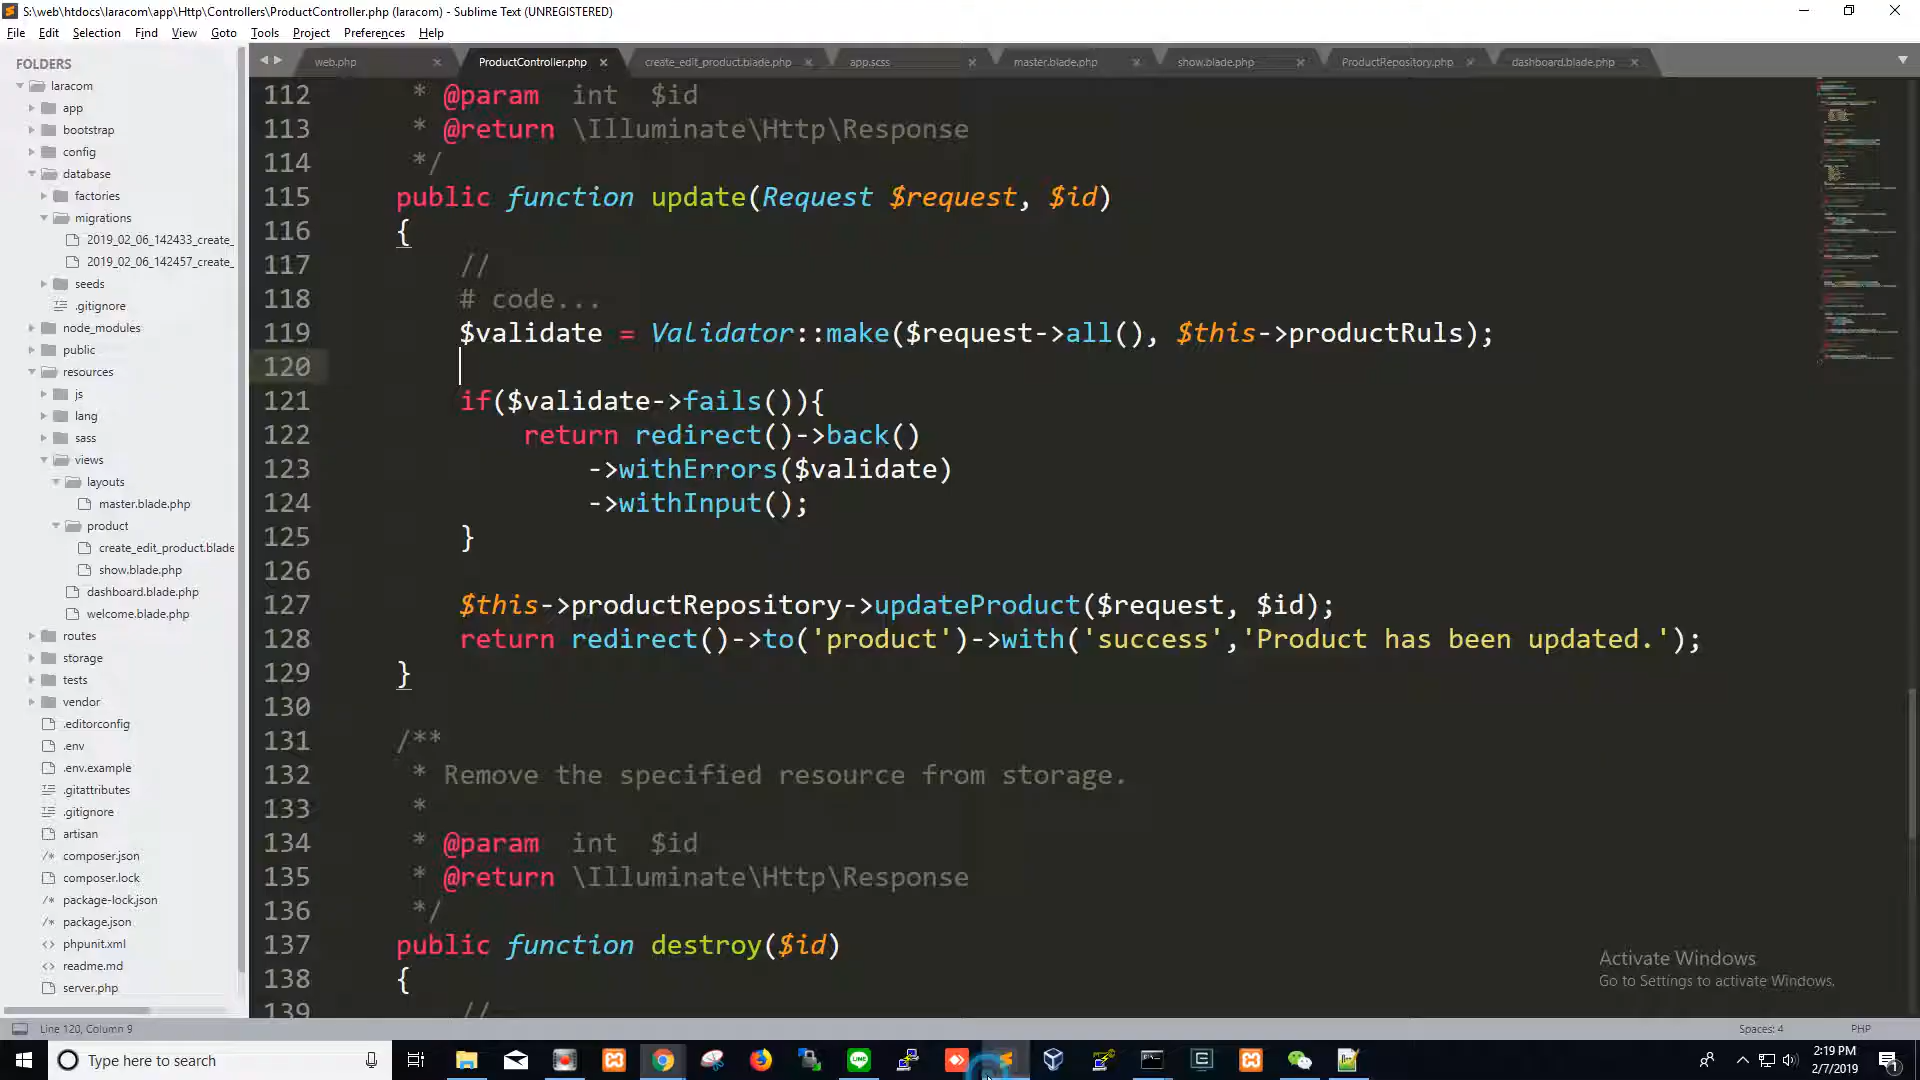 S:\web\htdocs\laracom\app\Http\Controllers\ProductController.php (laracom) - Sublime Text (UNREGISTERED)
File Edit Selection Find View Goto Tools Project Preferences Help
FOLDERS
laracom
app
bootstrap
config
database
factories
migrations
2019_02_06_142433_create_
2019_02_06_142457_create_
seeds
.gitignore
node_modules
public
resources
js
lang
sass
views
layouts
master.blade.php
product
create_edit_product.blade
show.blade.php
dashboard.blade.php
welcome.blade.php
routes
storage
tests
vendor
.editorconfig
.env
.env.example
.gitattributes
.gitignore
artisan
composer.json
composer.lock
package-lock.json
package.json
phpunit.xml
readme.md
server.php
web.php ProductController.php create_edit_product.blade.php app.scss master.blade.php show.blade.php ProductRepository.php dashboard.blade.php
112 * @param int $id
113 * @return \Illuminate\Http\Response
114 */
115 public function update(Request $request, $id)
116 {
117 //
118 # code...
119 $validate = Validator::make($request->all(), $this->productRuls);
120
121 if($validate->fails()){
122 return redirect()->back()
123 ->withErrors($validate)
124 ->withInput();
125 }
126
127 $this->productRepository->updateProduct($request, $id);
128 return redirect()->to('product')->with('success','Product has been updated.');
129 }
130
131 /**
132 * Remove the specified resource from storage.
133 *
134 * @param int $id
135 * @return \Illuminate\Http\Response
136 */
137 public function destroy($id)
138 {
139 //
Activate Windows
Go to Settings to activate Windows.
Line 120, Column 9 Spaces: 4 PHP
Type here to search
2:19 PM
2/7/2019